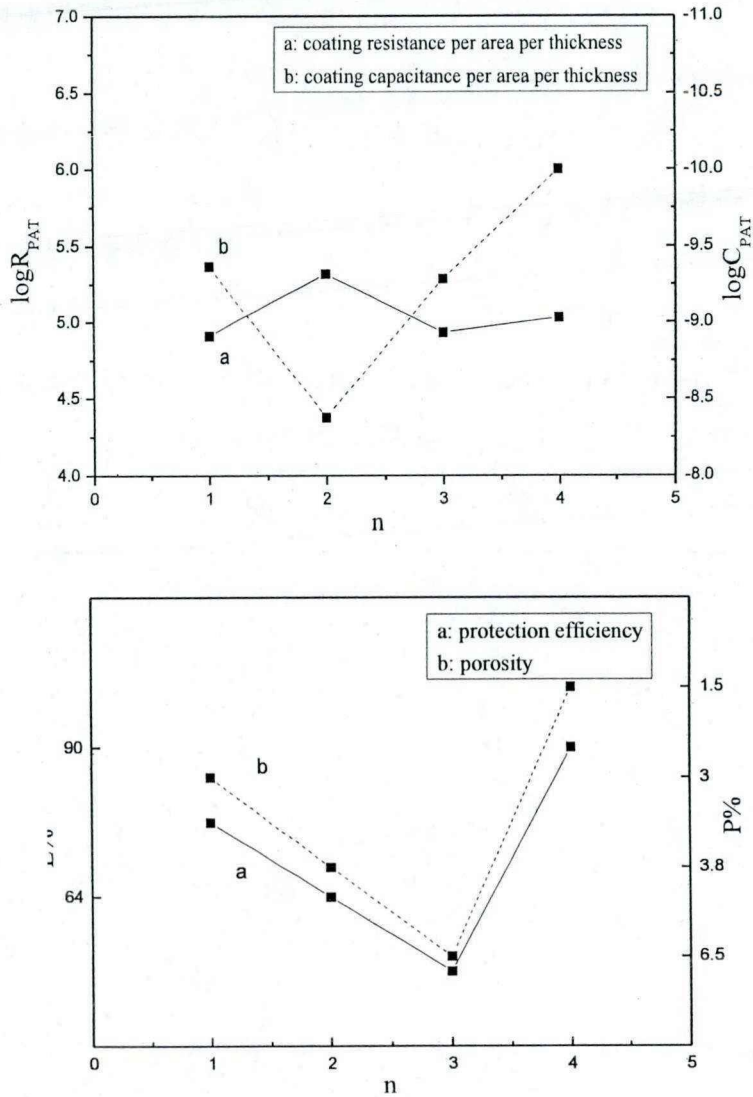 7.0
6.5
6.0
5.5
5.0
4.5
4.0
logR_PAT
a: coating resistance per area per thickness
b: coating capacitance per area per thickness
b
a
-11.0
-10.5
-10.0
-9.5
-9.0
-8.5
-8.0
logC_PAT
0 1 2 3 4 5
n
a: protection efficiency
b: porosity
90
64
b
a
1.5
3
3.8
6.5
P%
0 1 2 3 4 5
n